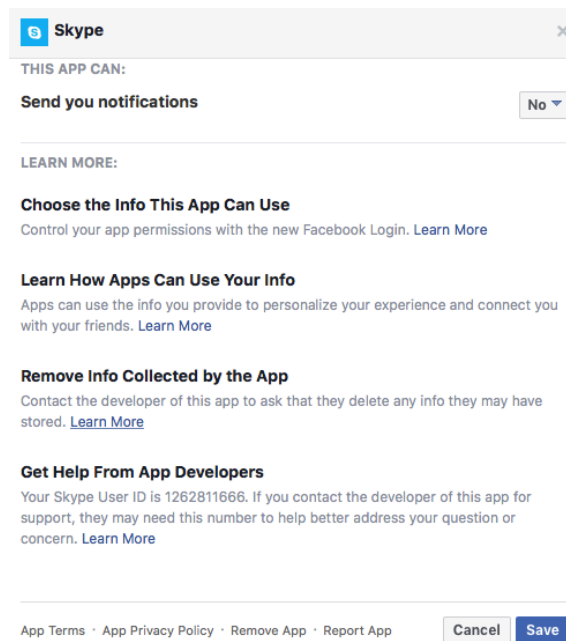 Skype
THIS APP CAN:
Send you notifications
No
LEARN MORE:
Choose the Info This App Can Use
Control your app permissions with the new Facebook Login. Learn More
Learn How Apps Can Use Your Info
Apps can use the info you provide to personalize your experience and connect you
with your friends. Learn More
Remove Info Collected by the App
Contact the developer of this app to ask that they delete any info they may have
stored. Learn More
Get Help From App Developers
Your Skype User ID is 1262811666. If you contact the developer of this app for
support, they may need this number to help better address your question or
concern. Learn More
App Terms · App Privacy Policy · Remove App · Report App
Cancel
Save